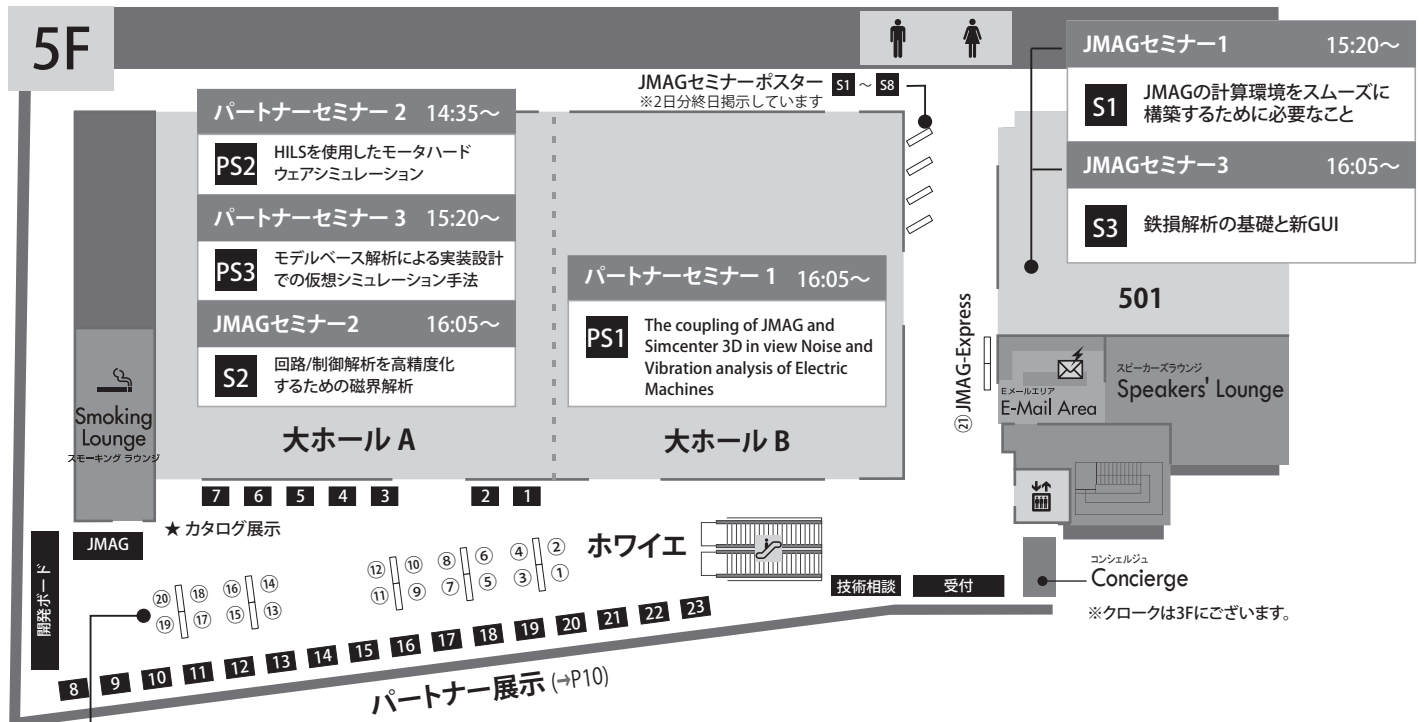 5F
JMAGセミナーポスター S1 ～ S8
※2日分終日掲示しています
パートナーセミナー 2 14:35～
PS2
HILSを使用したモータハード
ウェアシミュレーション
パートナーセミナー 3 15:20～
PS3
モデルベース解析による実装設計
での仮想シミュレーション手法
JMAGセミナー2 16:05～
S2
回路/制御解析を高精度化
するための磁界解析
大ホール A
パートナーセミナー 1 16:05～
PS1
The coupling of JMAG and
Simcenter 3D in view Noise and
Vibration analysis of Electric
Machines
大ホール B
JMAGセミナー1 15:20～
S1
JMAGの計算環境をスムーズに
構築するために必要なこと
JMAGセミナー3 16:05～
S3
鉄損解析の基礎と新GUI
501
㉑ JMAG-Express
Eメールエリア
E-Mail Area
スピーカーズラウンジ
Speakers' Lounge
Smoking
Lounge
スモーキング ラウンジ
7 6 5 4 3 2 1
★ カタログ展示
JMAG
開発ボード
ホワイエ
⑳ ⑱ ⑯ ⑭ ⑫ ⑩ ⑧ ⑥ ④ ②
⑲ ⑰ ⑮ ⑬ ⑪ ⑨ ⑦ ⑤ ③ ①
技術相談
受付
コンシェルジュ
Concierge
※クロークは3Fにございます。
8 9 10 11 12 13 14 15 16 17 18 19 20 21 22 23
パートナー展示 (→P10)